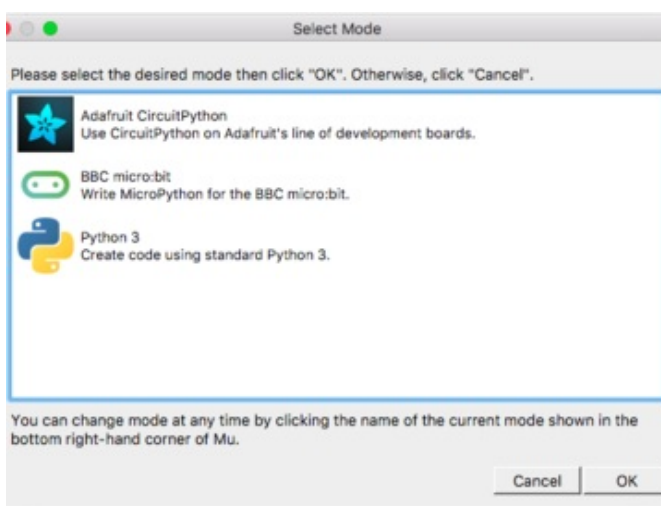 Select Mode
Please select the desired mode then click "OK". Otherwise, click "Cancel".
Adafruit CircuitPython
Use CircuitPython on Adafruit's line of development boards.
BBC micro:bit
Write MicroPython for the BBC micro:bit.
Python 3
Create code using standard Python 3.
You can change mode at any time by clicking the name of the current mode shown in the
bottom right-hand corner of Mu.
Cancel
OK